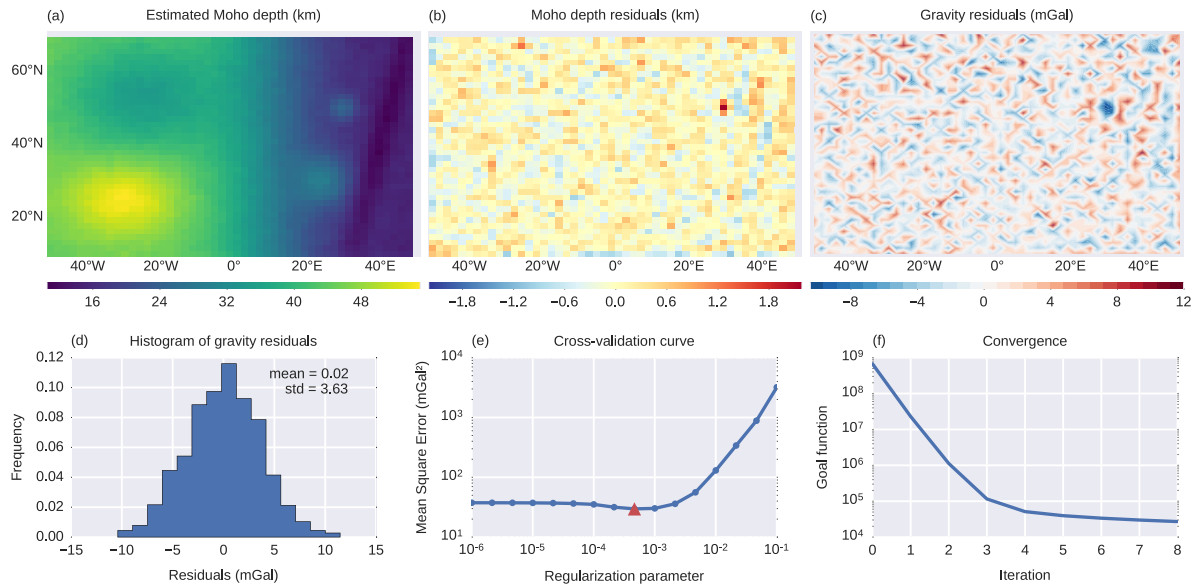 (a) Estimated Moho depth (km)
60°N
40°N
20°N
40°W 20°W 0° 20°E 40°E
16 24 32 40 48
(b) Moho depth residuals (km)
40°W 20°W 0° 20°E 40°E
−1.8 −1.2 −0.6 0.0 0.6 1.2 1.8
(c) Gravity residuals (mGal)
40°W 20°W 0° 20°E 40°E
−8 −4 0 4 8 12
(d) Histogram of gravity residuals
mean = 0.02
std = 3.63
Frequency
0.12
0.10
0.08
0.06
0.04
0.02
0.00
−15 −10 −5 0 5 10 15
Residuals (mGal)
(e) Cross-validation curve
Mean Square Error (mGal²)
10⁴
10³
10²
10¹
10⁻⁶ 10⁻⁵ 10⁻⁴ 10⁻³ 10⁻² 10⁻¹
Regularization parameter
(f) Convergence
Goal function
10⁹
10⁸
10⁷
10⁶
10⁵
10⁴
0 1 2 3 4 5 6 7 8
Iteration